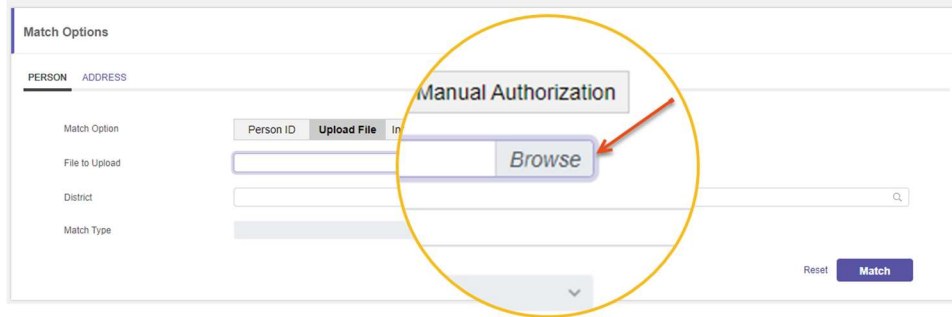 Match Options
PERSON ADDRESS
Match Option Person ID Upload File In Manual Authorization
File to Upload Browse
District
Match Type
Reset Match